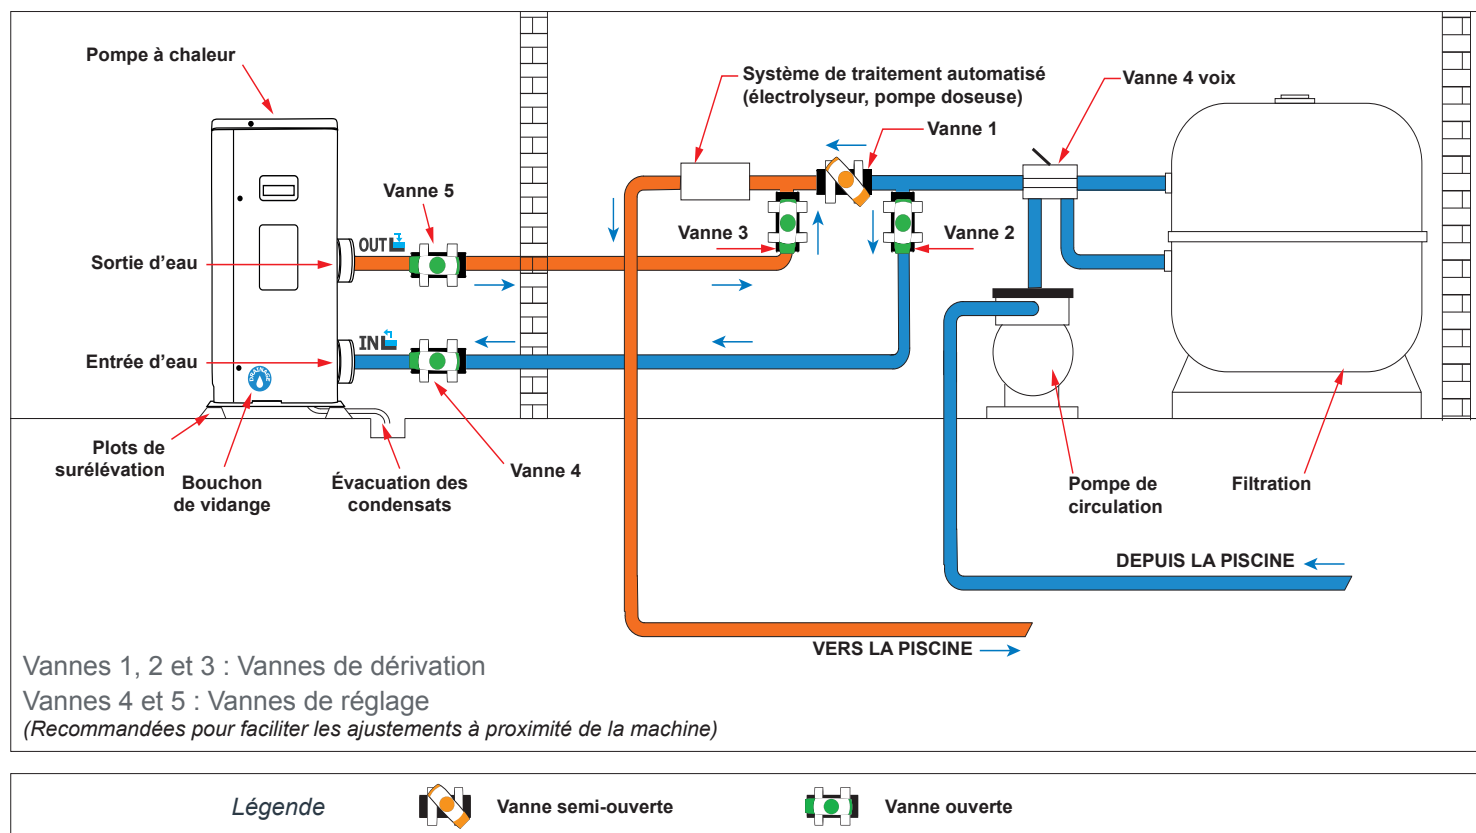 Pompe à chaleur
Système de traitement automatisé
(électrolyseur, pompe doseuse)
Vanne 4 voix
Vanne 1
Vanne 5
Vanne 3
Vanne 2
OUT
Sortie d'eau
IN
Entrée d'eau
DRAINAGE
Plots de
surélévation
Bouchon
de vidange
Évacuation des
condensats
Vanne 4
Pompe de
circulation
Filtration
DEPUIS LA PISCINE
VERS LA PISCINE
Vannes 1, 2 et 3 : Vannes de dérivation
Vannes 4 et 5 : Vannes de réglage
(Recommandées pour faciliter les ajustements à proximité de la machine)
Légende
Vanne semi-ouverte
Vanne ouverte